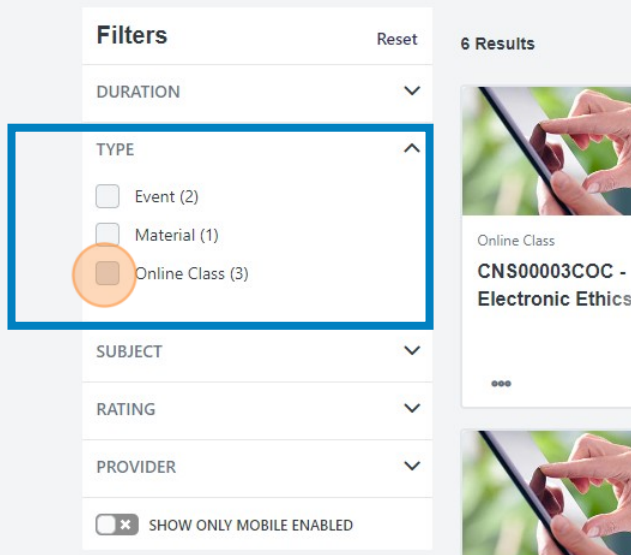 Filters
Reset
DURATION
TYPE
Event (2)
Material (1)
Online Class (3)
SUBJECT
RATING
PROVIDER
SHOW ONLY MOBILE ENABLED
6 Results
Online Class
CNS00003COC -
Electronic Ethics